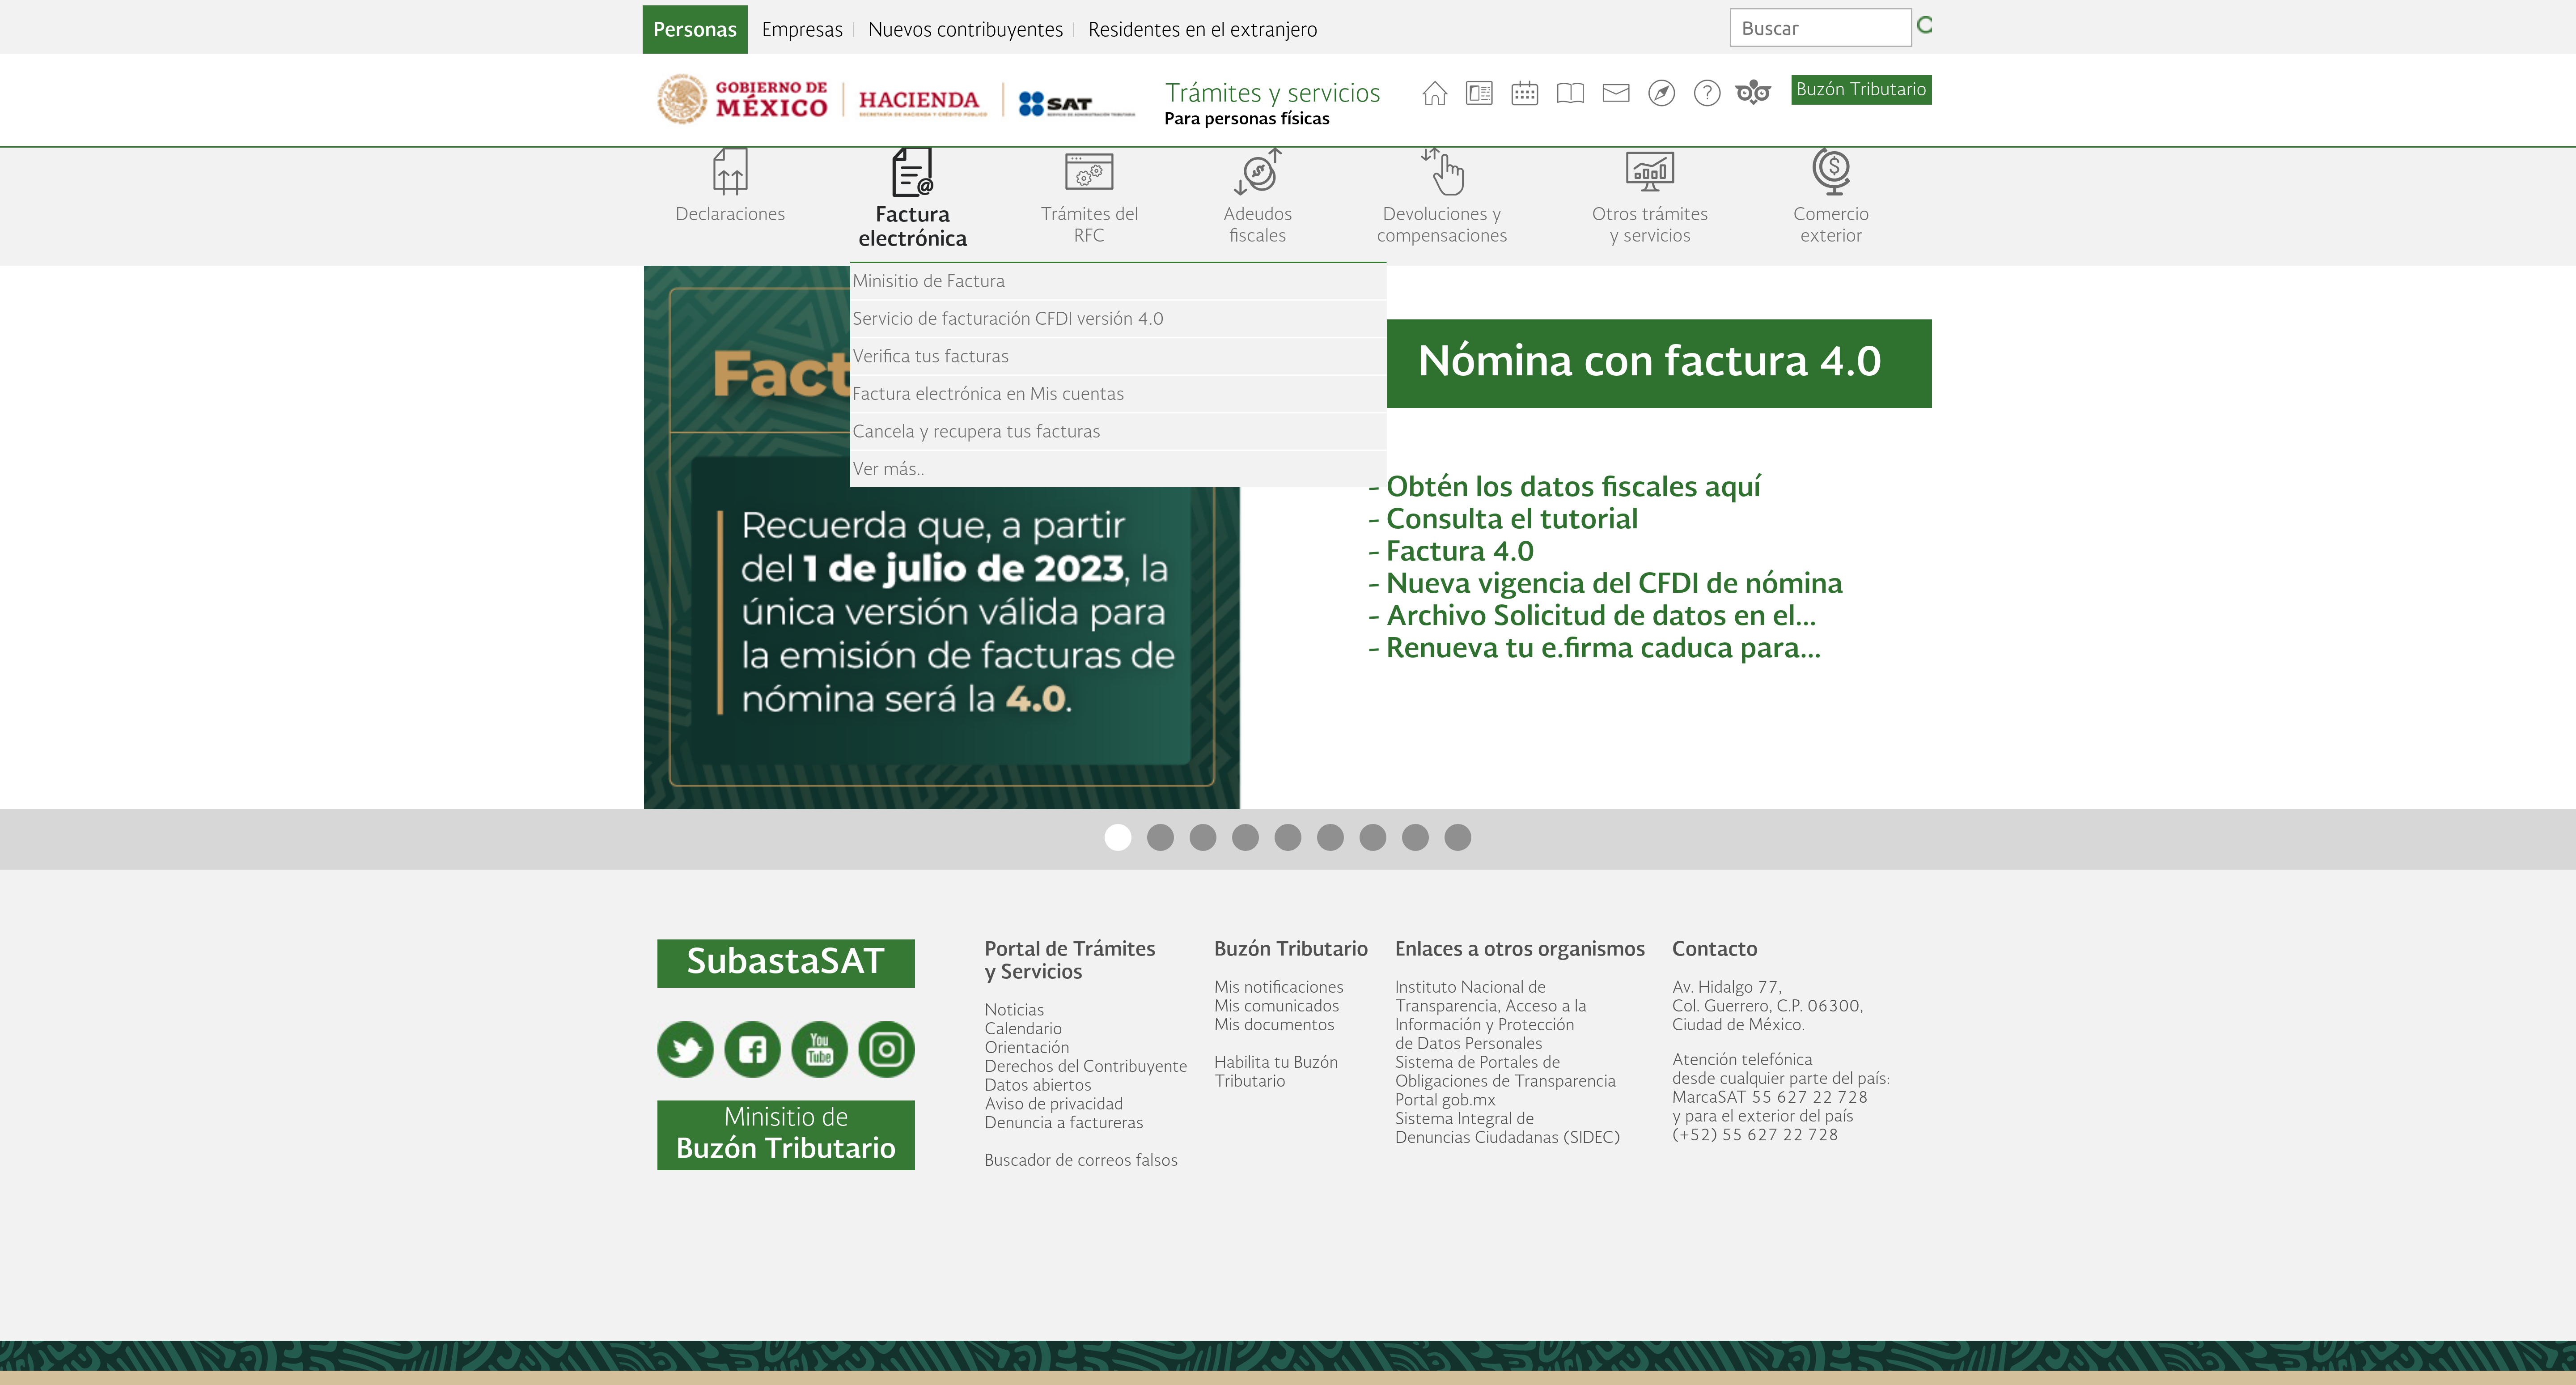 Personas
Empresas
Nuevos contribuyentes
Residentes en el extranjero
Buscar
GOBIERNO DE
MÉXICO
HACIENDA
SECRETARÍA DE HACIENDA Y CRÉDITO PÚBLICO
SAT
SERVICIO DE ADMINISTRACIÓN TRIBUTARIA
Trámites y servicios
Para personas físicas
Buzón Tributario
Declaraciones
Factura
electrónica
Trámites del
RFC
Adeudos
fiscales
Devoluciones y
compensaciones
Otros trámites
y servicios
Comercio
exterior
Minisitio de Factura
Servicio de facturación CFDI versión 4.0
Verifica tus facturas
Factura electrónica en Mis cuentas
Cancela y recupera tus facturas
Ver más..
Fact
Recuerda que, a partir
del 1 de julio de 2023, la
única versión válida para
la emisión de facturas de
nómina será la 4.0.
Nómina con factura 4.0
- Obtén los datos fiscales aquí
- Consulta el tutorial
- Factura 4.0
- Nueva vigencia del CFDI de nómina
- Archivo Solicitud de datos en el...
- Renueva tu e.firma caduca para...
SubastaSAT
You
Tube
Minisitio de
Buzón Tributario
Portal de Trámites
y Servicios
Noticias
Calendario
Orientación
Derechos del Contribuyente
Datos abiertos
Aviso de privacidad
Denuncia a factureras
Buscador de correos falsos
Buzón Tributario
Mis notificaciones
Mis comunicados
Mis documentos
Habilita tu Buzón
Tributario
Enlaces a otros organismos
Instituto Nacional de
Transparencia, Acceso a la
Información y Protección
de Datos Personales
Sistema de Portales de
Obligaciones de Transparencia
Portal gob.mx
Sistema Integral de
Denuncias Ciudadanas (SIDEC)
Contacto
Av. Hidalgo 77,
Col. Guerrero, C.P. 06300,
Ciudad de México.
Atención telefónica
desde cualquier parte del país:
MarcaSAT 55 627 22 728
y para el exterior del país
(+52) 55 627 22 728